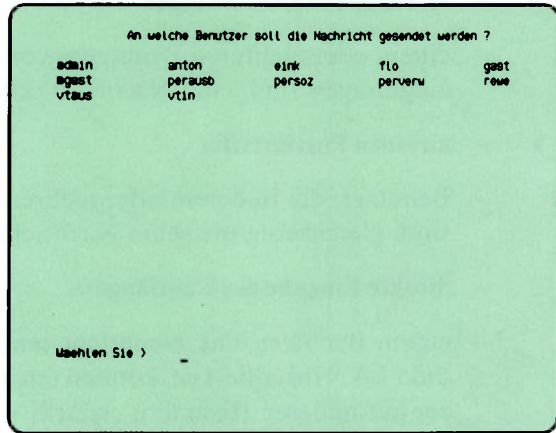 An welche Benutzer soll die Nachricht gesendet werden ?
admin anton eink flo gast
mgast perausb persoz perverw rewe
vtaus vtin
Waehlen Sie > _